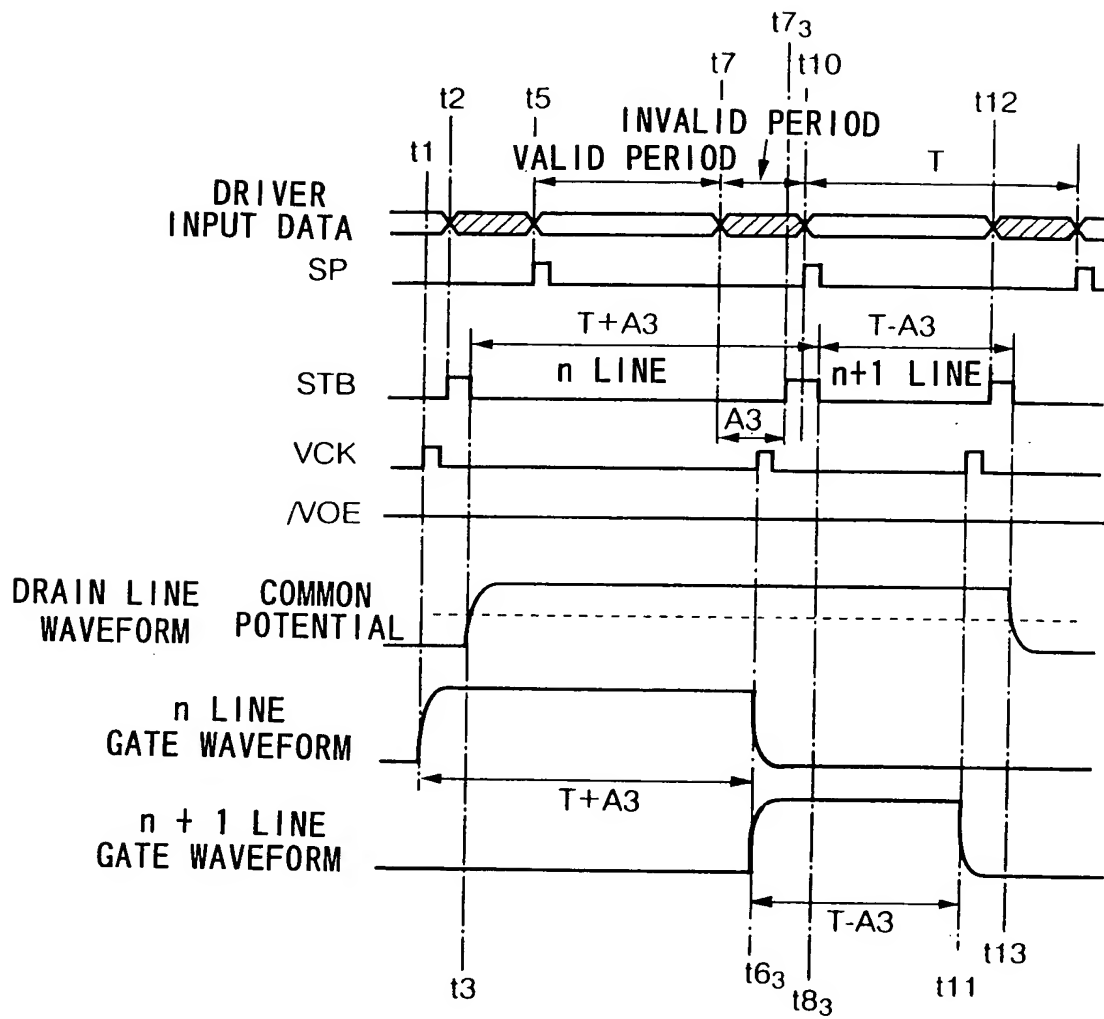 t7₃
t7 t10
t2 t5 t12
INVALID PERIOD
t1 VALID PERIOD T
DRIVER
INPUT DATA
SP
T+A3 T-A3
STB n LINE n+1 LINE
A3
VCK
/VOE
DRAIN LINE COMMON
WAVEFORM POTENTIAL
n LINE
GATE WAVEFORM
T+A3
n + 1 LINE
GATE WAVEFORM
T-A3
t13
t3 t6₃ t11
t8₃